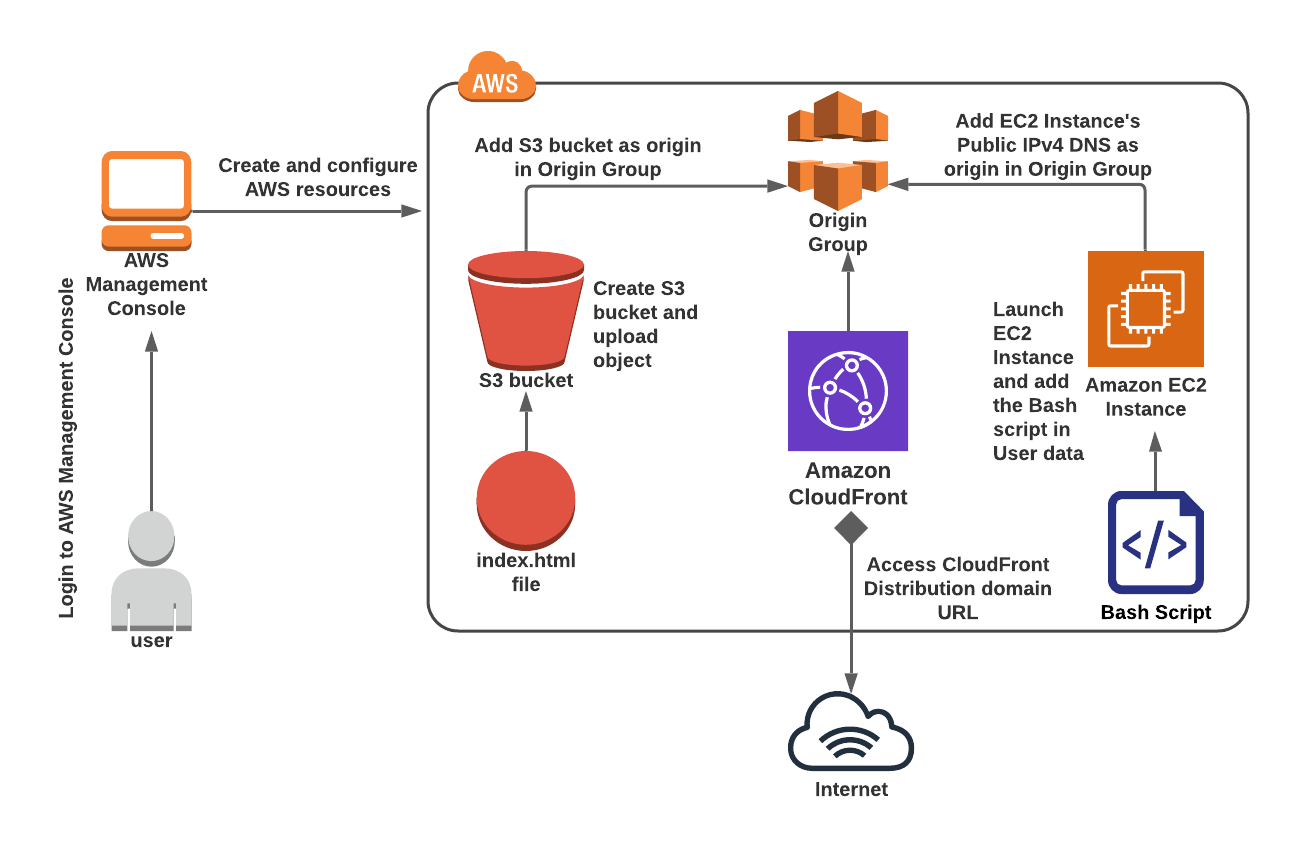 AWS
Create and configure
AWS resources
AWS
Management
Console
Login to AWS Management Console
user
Add S3 bucket as origin
in Origin Group
Origin
Group
Add EC2 Instance's
Public IPv4 DNS as
origin in Origin Group
Create S3
bucket and
upload
object
S3 bucket
index.html
file
Launch
EC2
Instance
and add
the Bash
script in
User data
Amazon EC2
Instance
Amazon
CloudFront
Access CloudFront
Distribution domain
URL
</>
Bash Script
Internet